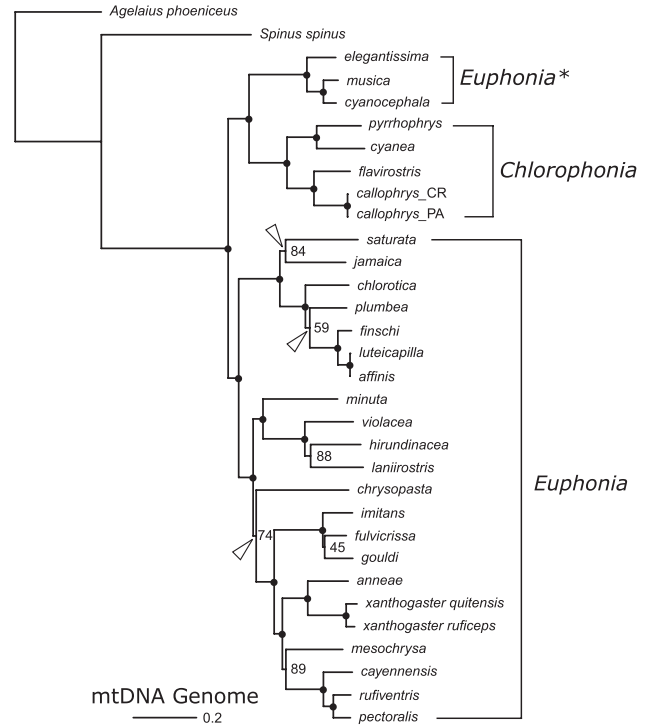 Agelaius phoeniceus
Spinus spinus
elegantissima
musica
cyanocephala
Euphonia*
pyrrhophrys
cyanea
flavirostris
callophrys_CR
callophrys_PA
Chlorophonia
saturata
84
jamaica
chlorotica
plumbea
59
finschi
luteicapilla
affinis
minuta
violacea
hirundinacea
88
laniirostris
Euphonia
chrysopasta
imitans
74
fulvicrissa
45
gouldi
anneae
xanthogaster quitensis
xanthogaster ruficeps
mesochrysa
89
cayennensis
rufiventris
pectoralis
mtDNA Genome
0.2